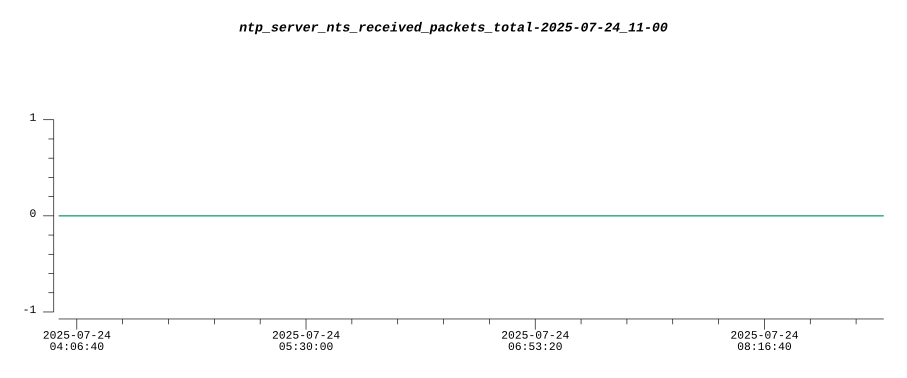 ntp_server_nts_received_packets_total-2025-07-24_11-00
1
0
-1
2025-07-24 2025-07-24 2025-07-24 2025-07-24
04:06:40 05:30:00 06:53:20 08:16:40